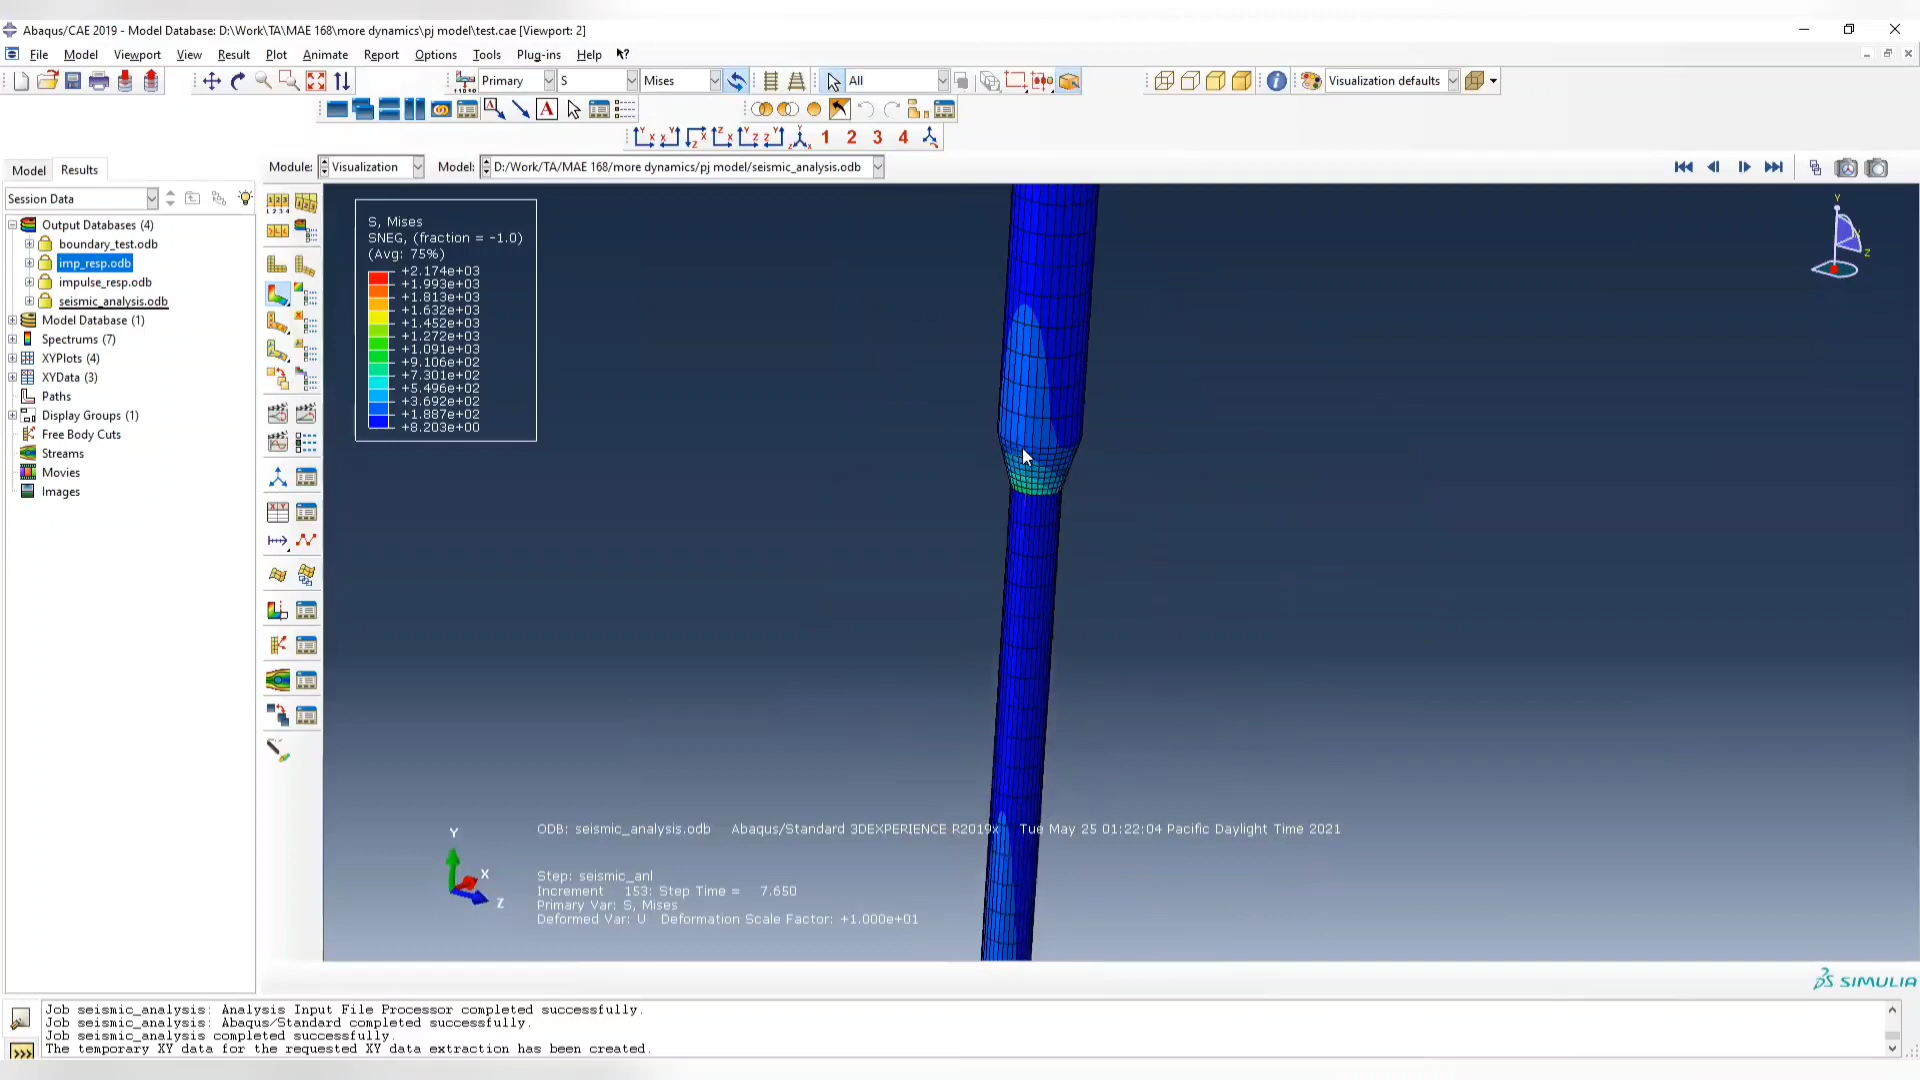 Abaqus/CAE 2019 - Model Database: D:\Work\TA\MAE 168\more dynamics\pj model\test.cae [Viewport: 2]
File Model Viewport View Result Plot Options Animate Report Options Tools Plug-ins Help
Primary S Mises All Visualization defaults
1 2 3 4
Model Results
Module: Visualization Model: D:/Work/TA/MAE 168/more dynamics/pj model/seismic_analysis.odb
Session Data
Output Databases (4)
boundary_test.odb
imp_resp.odb
impulse_resp.odb
seismic_analysis.odb
Model Database (1)
Spectrums (7)
XYPlots (4)
XYData (3)
Paths
Display Groups (1)
Free Body Cuts
Streams
Movies
Images
S, Mises
SNEG, (fraction = -1.0)
(Avg: 75%)
+2.174e+03
+1.993e+03
+1.813e+03
+1.632e+03
+1.452e+03
+1.272e+03
+1.091e+03
+9.106e+02
+7.301e+02
+5.496e+02
+3.692e+02
+1.887e+02
+8.203e+00
Y
Z
Y
X
Z
ODB: seismic_analysis.odb Abaqus/Standard 3DEXPERIENCE R2019x Tue May 25 01:22:04 Pacific Daylight Time 2021
Step: seismic_anl
Increment 153: Step Time = 7.650
Primary Var: S, Mises
Deformed Var: U Deformation Scale Factor: +1.000e+01
SIMULIA
Job seismic_analysis: Analysis Input File Processor completed successfully.
Job seismic_analysis: Abaqus/Standard completed successfully.
Job seismic_analysis completed successfully.
The temporary XY data for the requested XY data extraction has been created.